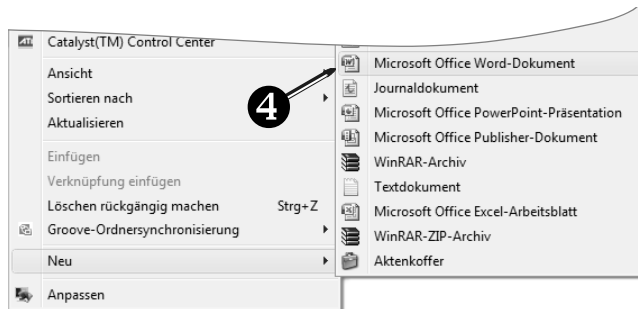 Catalyst(TM) Control Center
Ansicht
Sortieren nach
Aktualisieren
Einfügen
Verknüpfung einfügen
Löschen rückgängig machen Strg+Z
Groove-Ordnersynchronisierung
Neu
Anpassen
4
Microsoft Office Word-Dokument
Journaldokument
Microsoft Office PowerPoint-Präsentation
Microsoft Office Publisher-Dokument
WinRAR-Archiv
Textdokument
Microsoft Office Excel-Arbeitsblatt
WinRAR-ZIP-Archiv
Aktenkoffer